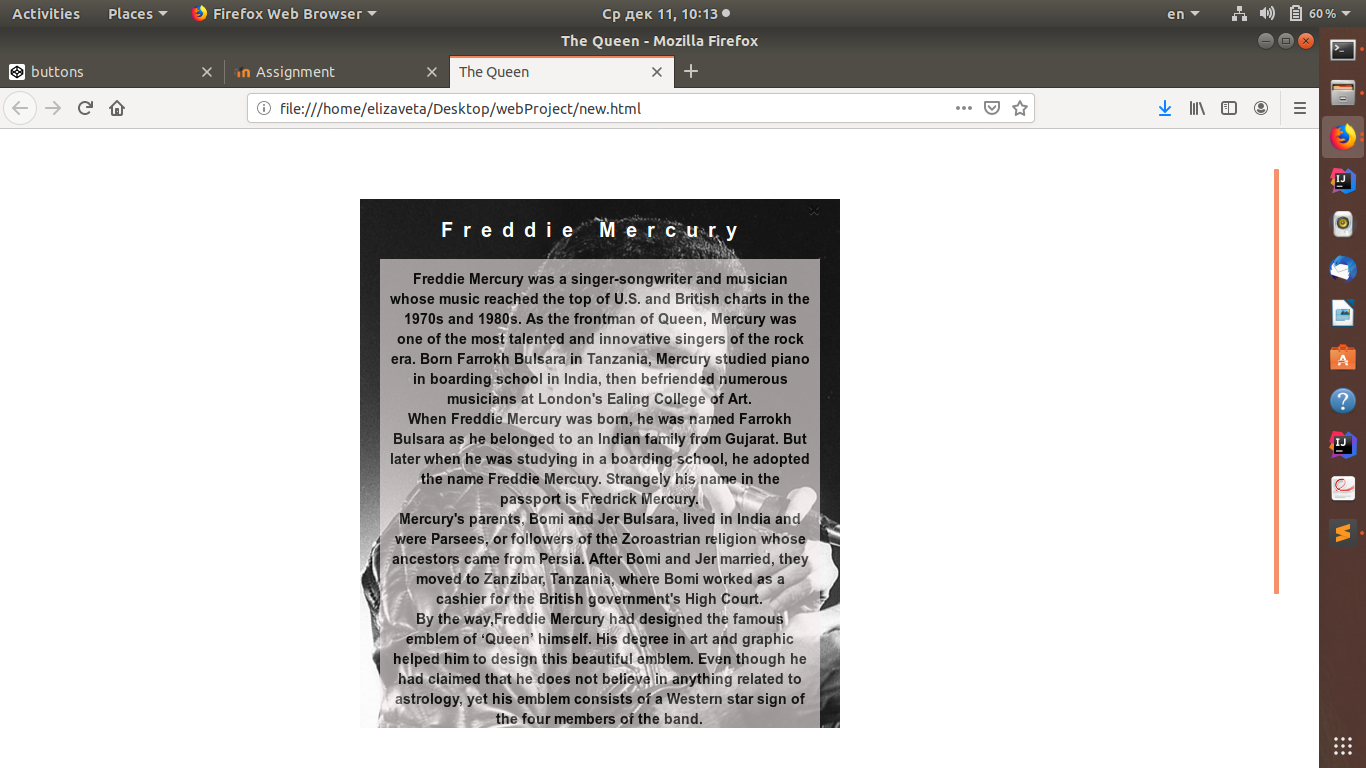 Activities Places Firefox Web Browser Ср дек 11, 10:13 en 60 %
The Queen - Mozilla Firefox
buttons Assignment The Queen
file:///home/elizaveta/Desktop/webProject/new.html
Freddie Mercury
Freddie Mercury was a singer-songwriter and musician
whose music reached the top of U.S. and British charts in the
1970s and 1980s. As the frontman of Queen, Mercury was
one of the most talented and innovative singers of the rock
era. Born Farrokh Bulsara in Tanzania, Mercury studied piano
in boarding school in India, then befriended numerous
musicians at London's Ealing College of Art.
When Freddie Mercury was born, he was named Farrokh
Bulsara as he belonged to an Indian family from Gujarat. But
later when he was studying in a boarding school, he adopted
the name Freddie Mercury. Strangely his name in the
passport is Fredrick Mercury.
Mercury's parents, Bomi and Jer Bulsara, lived in India and
were Parsees, or followers of the Zoroastrian religion whose
ancestors came from Persia. After Bomi and Jer married, they
moved to Zanzibar, Tanzania, where Bomi worked as a
cashier for the British government's High Court.
By the way,Freddie Mercury had designed the famous
emblem of ‘Queen’ himself. His degree in art and graphic
helped him to design this beautiful emblem. Even though he
had claimed that he does not believe in anything related to
astrology, yet his emblem consists of a Western star sign of
the four members of the band.